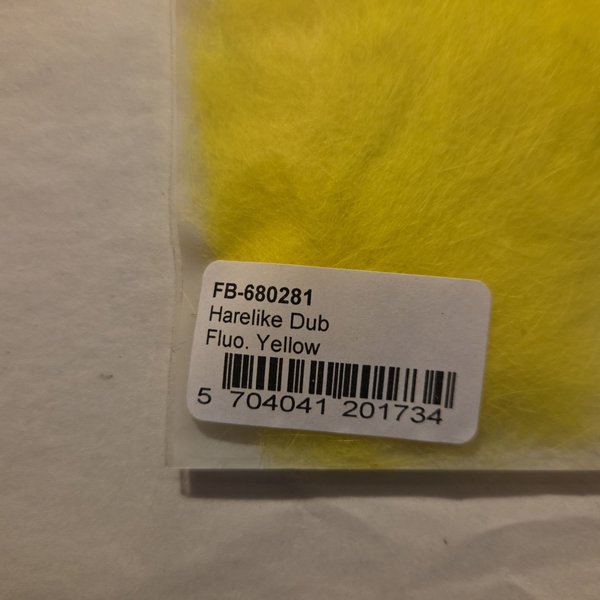 FB-680281
Harelike Dub
Fluo. Yellow
5 704041 201734